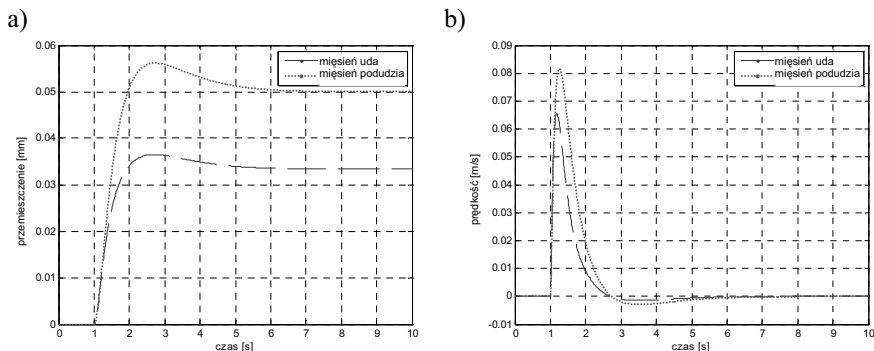 a)
0.06
0.05
0.04
0.03
0.02
0.01
0
przemieszczenie [mm]
mięsień uda
mięsień podudzia
0 1 2 3 4 5 6 7 8 9 10
czas [s]
b)
0.09
0.08
0.07
0.06
0.05
0.04
0.03
0.02
0.01
0
-0.01
prędkość [m/s]
mięsień uda
mięsień podudzia
0 1 2 3 4 5 6 7 8 9 10
czas [s]